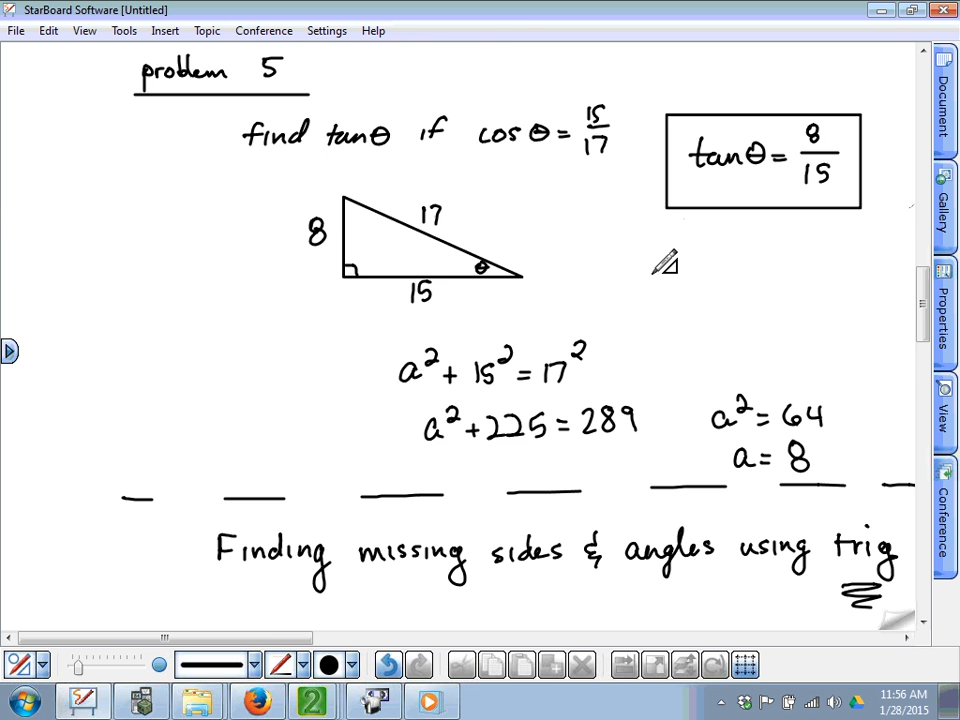 StarBoard Software [Untitled]
File Edit View Tools Insert Topic Conference Settings Help
problem 5
find tanθ if cos θ = 15/17
tanθ = 8/15
8
17
θ
15
a² + 15² = 17²
a² + 225 = 289
a² = 64
a = 8
Finding missing sides & angles using trig
Document
Gallery
Properties
View
Conference
2
11:56 AM
1/28/2015